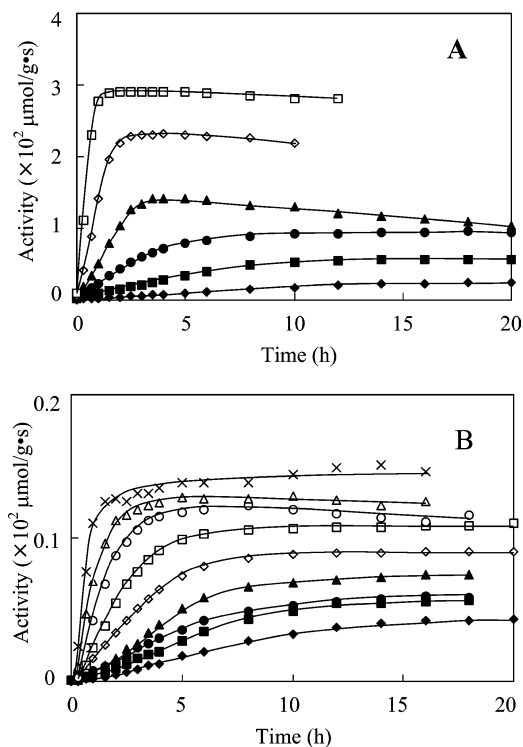 A
4
3
2
1
0
Activity (×10² μmol/g•s)
0 5 10 15 20
Time (h)
B
0.2
0.1
0
Activity (×10² μmol/g•s)
0 5 10 15 20
Time (h)